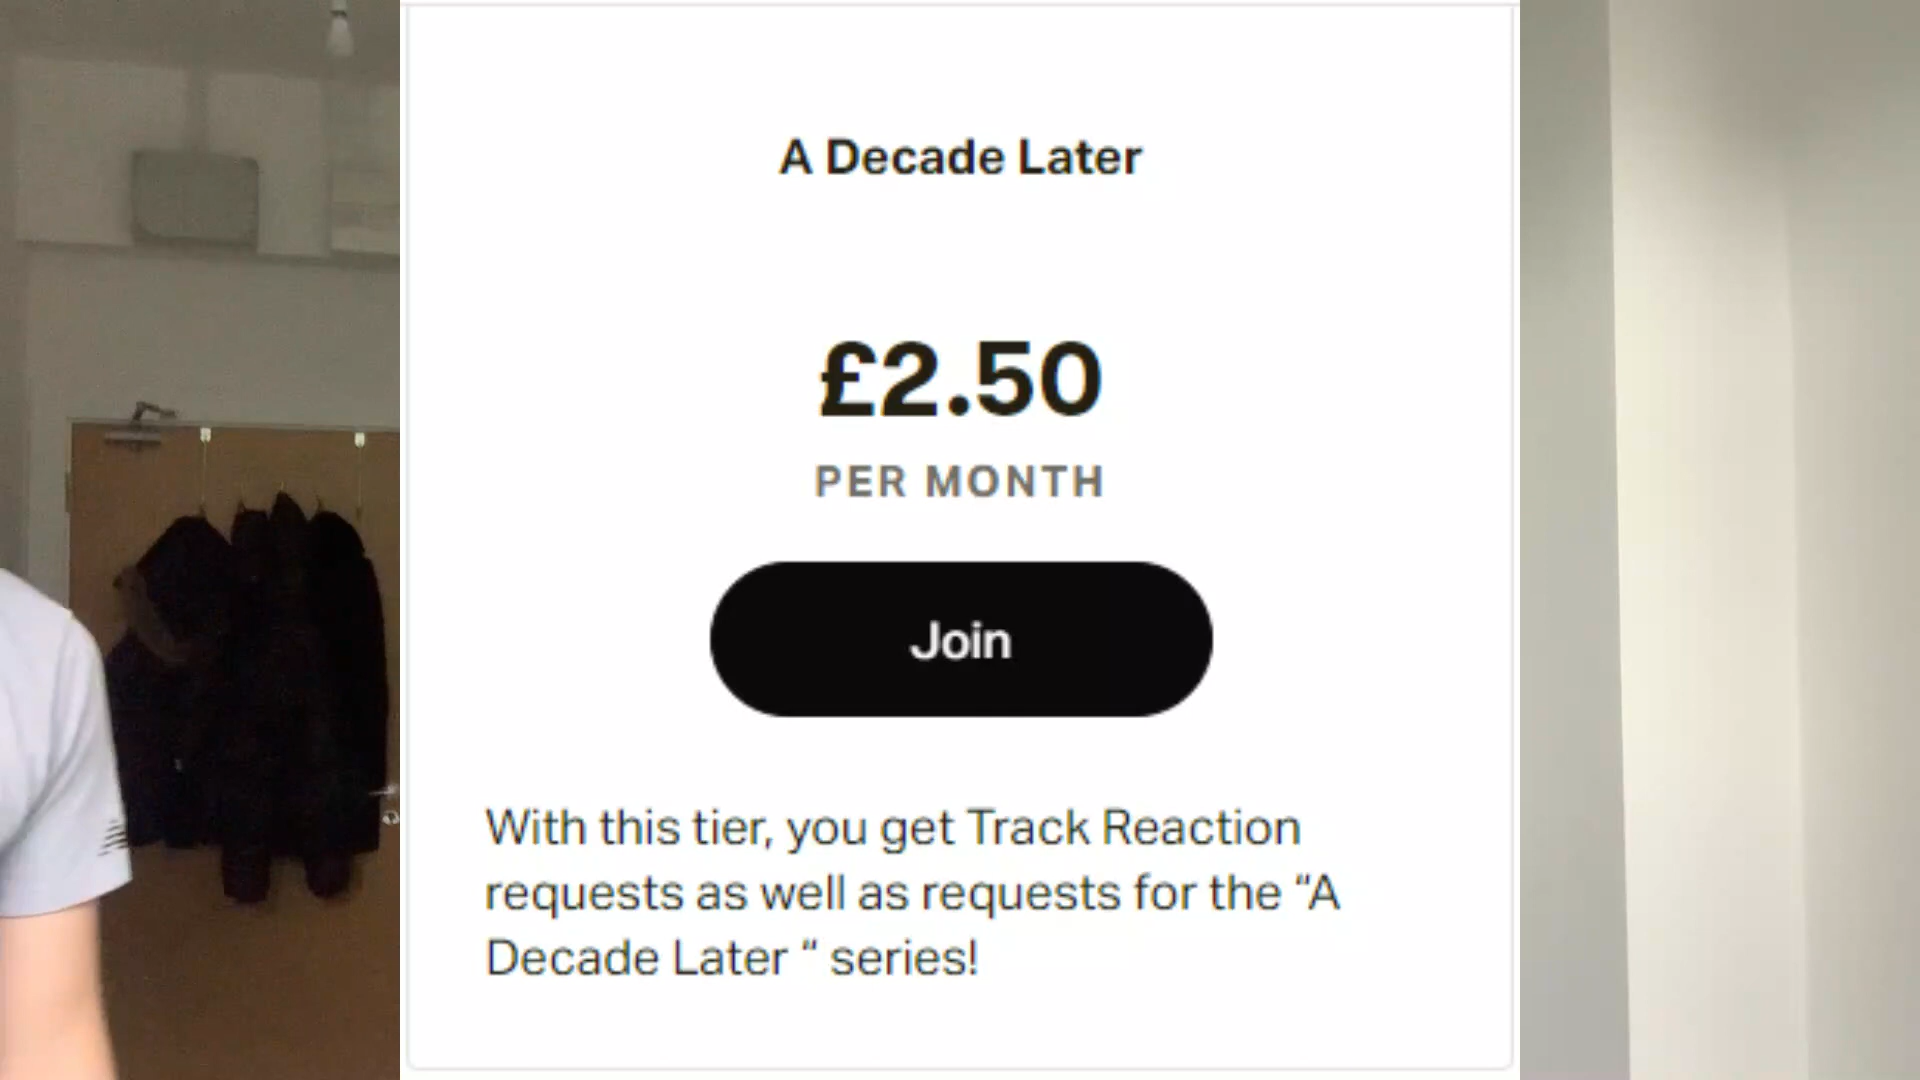 A Decade Later
£2.50
PER MONTH
Join
With this tier, you get Track Reaction
requests as well as requests for the “A
Decade Later “ series!